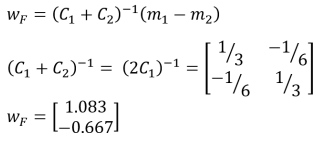 w_F = (C_1 + C_2)^{-1}(m_1 − m_2)
(C_1 + C_2)^{-1} = (2C_1)^{-1} = [1/3 −1/6
−1/6 1/3]
w_F = [1.083
−0.667]